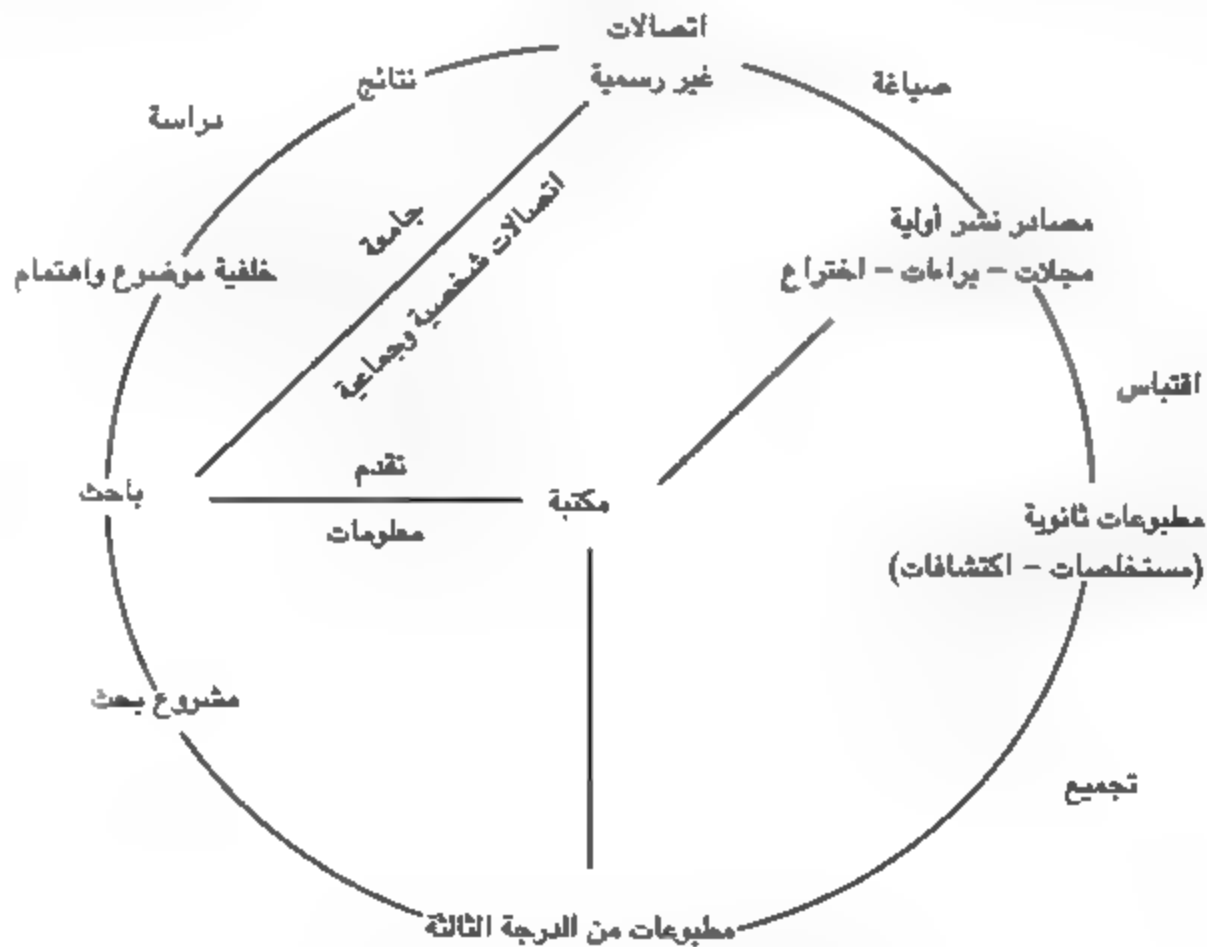 اتصالات
غير رسمية
صياغة
نتائج
دراسة
جامعة
اتصالات شخصية وجماعية
مصادر نشر أولية
مجلات - براءات - اختراع
خلفية موضوع واهتمام
اقتباس
باحث
تقدم
معلومات
مكتبة
مطبوعات ثانوية
(مستخلصات - اكتشافات)
مشروع بحث
تجميع
مطبوعات من الدرجة الثالثة